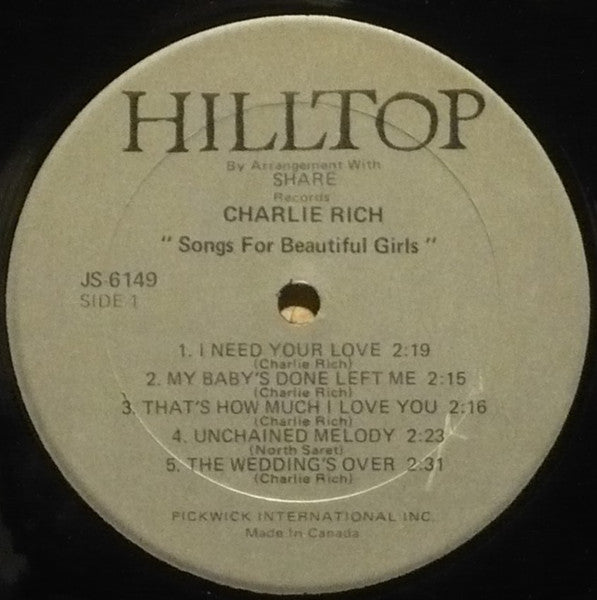 HILLTOP
By Arrangement With
SHARE
Records
CHARLIE RICH
"Songs For Beautiful Girls"
JS-6149
SIDE 1
1. I NEED YOUR LOVE 2:19
(Charlie Rich)
2. MY BABY'S DONE LEFT ME 2:15
(Charlie Rich)
3. THAT'S HOW MUCH I LOVE YOU 2:16
(Charlie Rich)
4. UNCHAINED MELODY 2:23
(North Saret)
5. THE WEDDING'S OVER 2:31
(Charlie Rich)
PICKWICK INTERNATIONAL INC.
Made In Canada